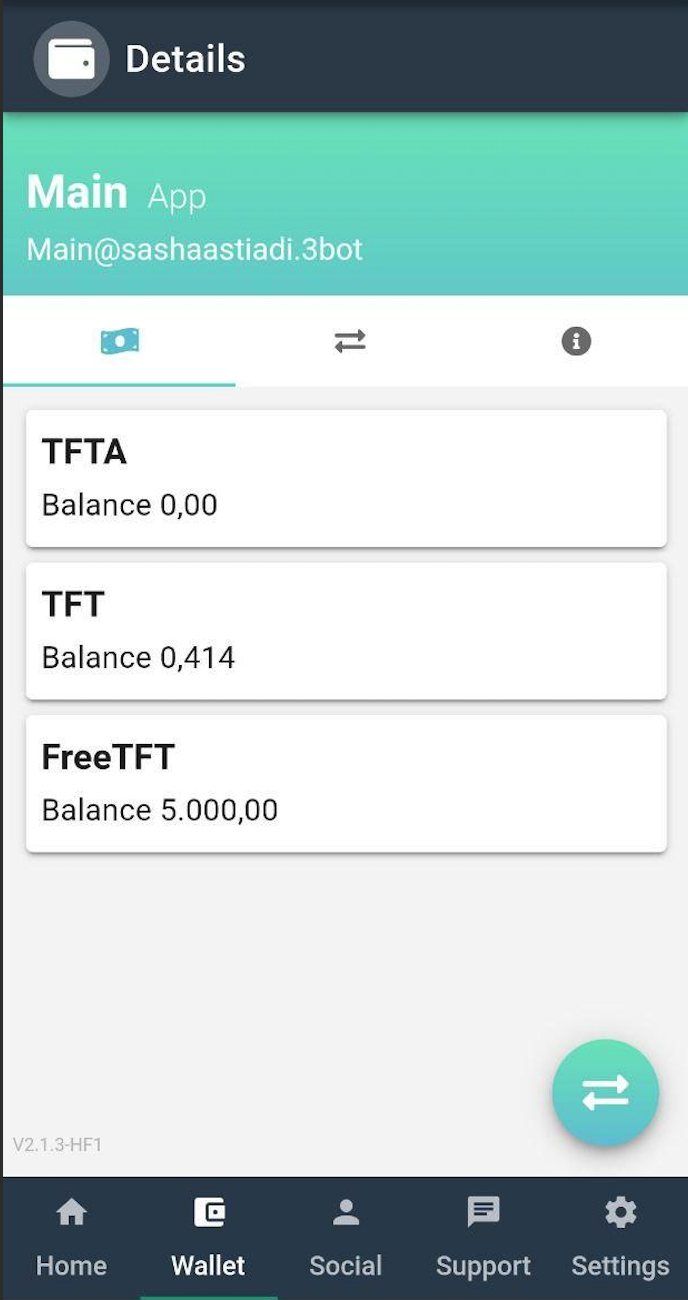 Details
Main App
Main@sashaastiadi.3bot
TFTA
Balance 0,00
TFT
Balance 0,414
FreeTFT
Balance 5.000,00
V2.1.3-HF1
Home Wallet Social Support Settings